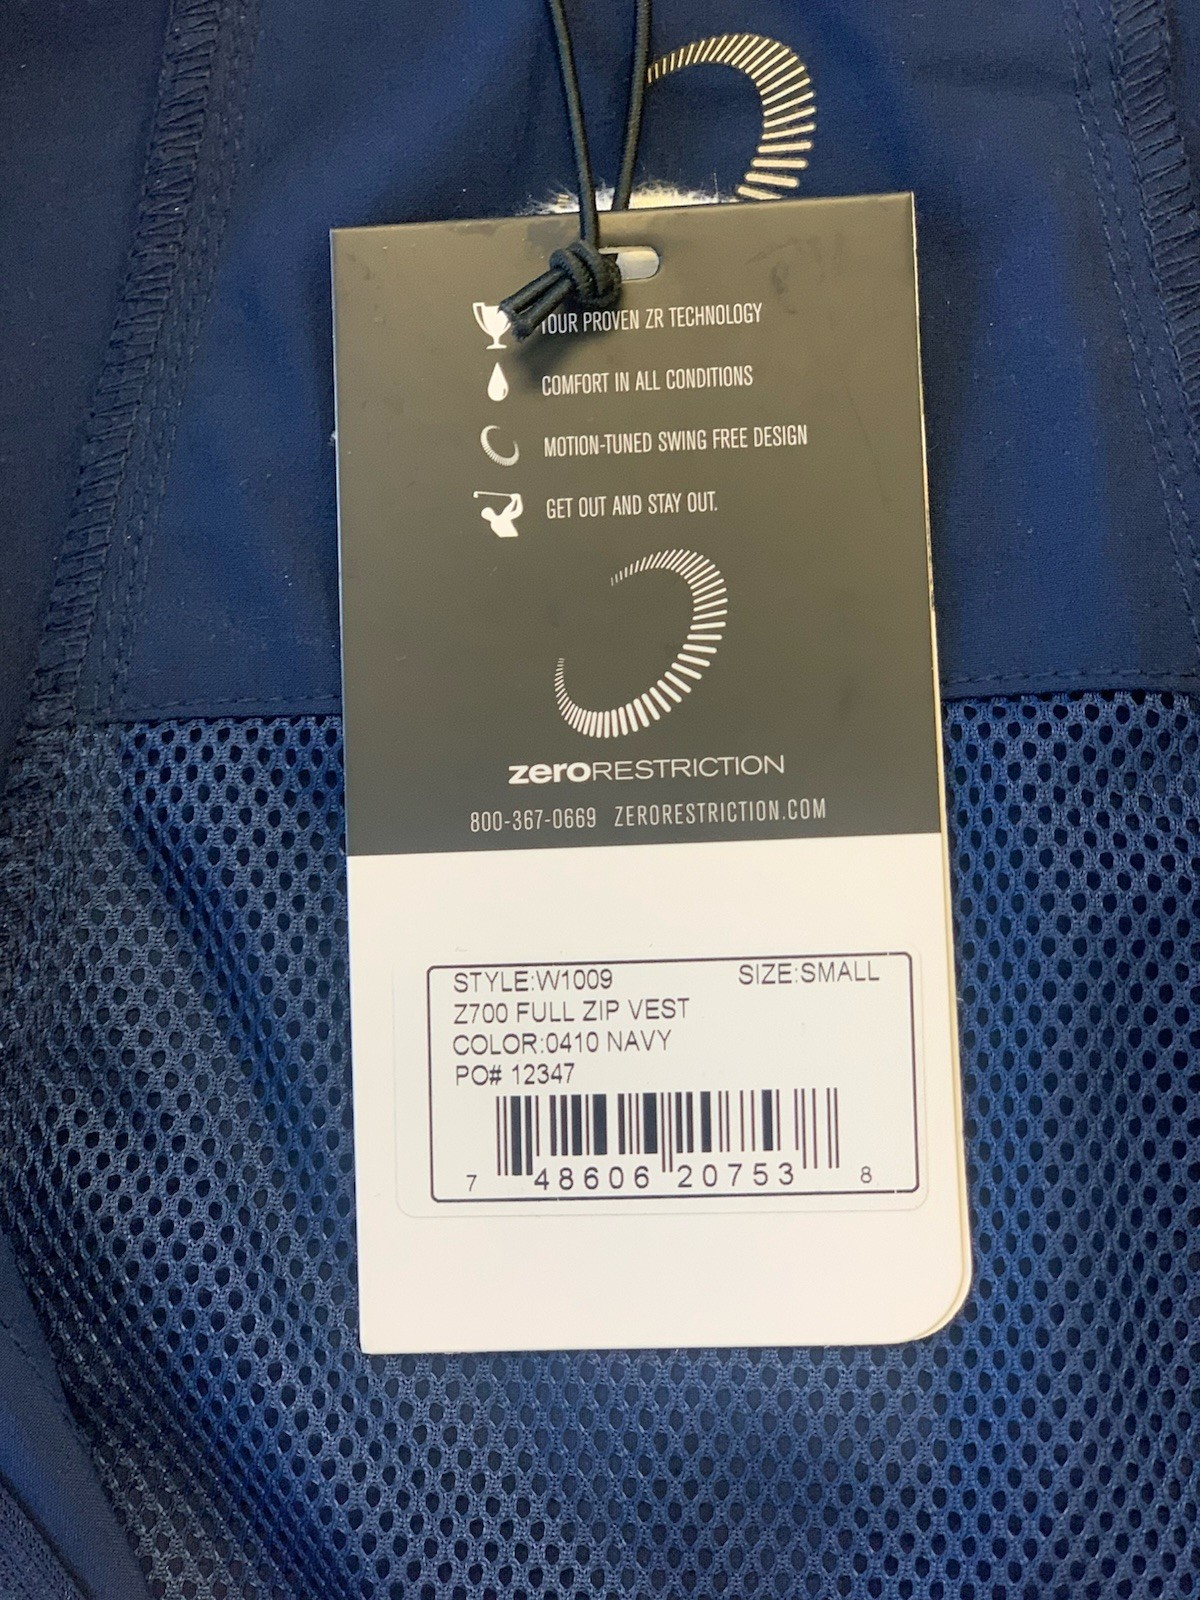 TOUR PROVEN ZR TECHNOLOGY
COMFORT IN ALL CONDITIONS
MOTION-TUNED SWING FREE DESIGN
GET OUT AND STAY OUT.
zeroRESTRICTION
800-367-0669 ZERORESTRICTION.COM
STYLE:W1009 SIZE:SMALL
Z700 FULL ZIP VEST
COLOR:0410 NAVY
PO# 12347
7 48606 20753 8